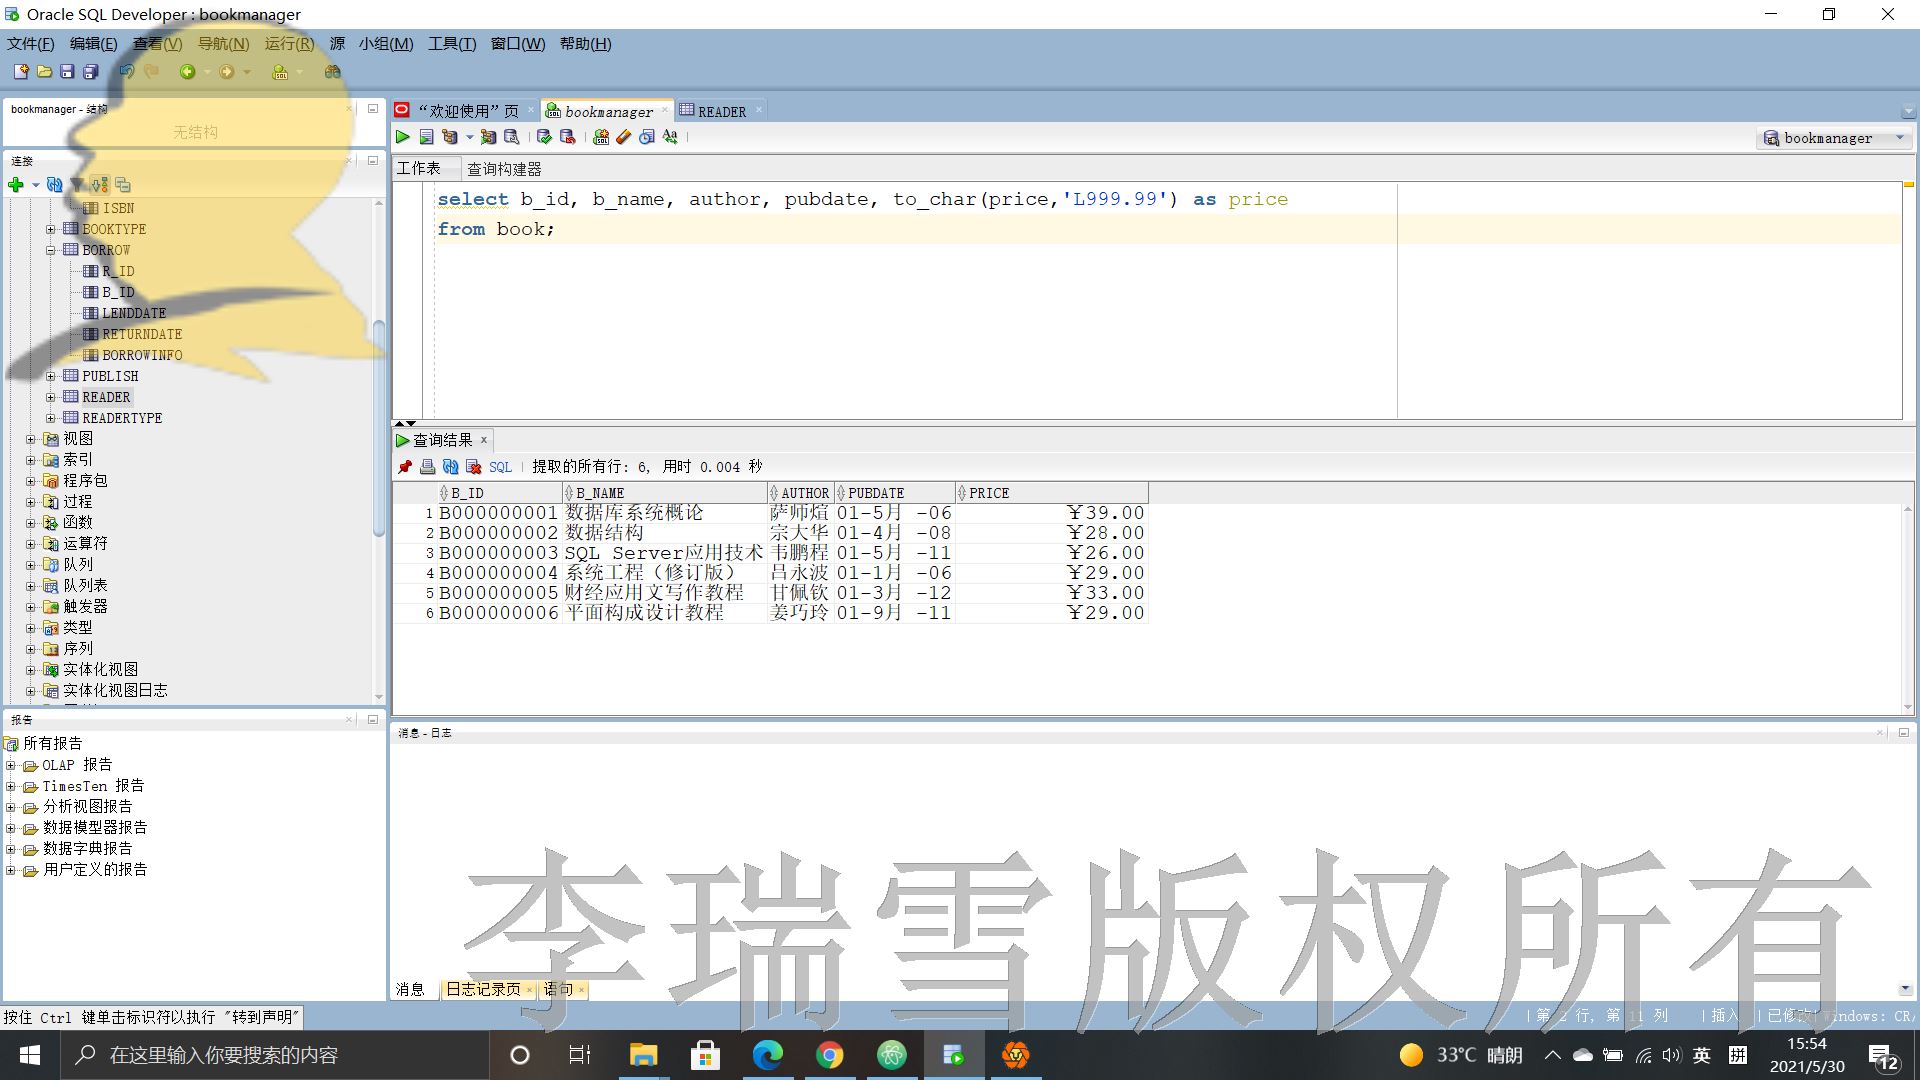 Oracle SQL Developer : bookmanager
文件(F) 编辑(E) 查看(V) 导航(N) 运行(R) 源 小组(M) 工具(T) 窗口(W) 帮助(H)
bookmanager - 结构
无结构
连接
ISBN
BOOKTYPE
BORROW
R_ID
B_ID
LENDDATE
RETURNDATE
BORROWINFO
PUBLISH
READER
READERTYPE
视图
索引
程序包
过程
函数
运算符
队列
队列表
触发器
类型
序列
实体化视图
实体化视图日志
报告
所有报告
OLAP 报告
TimesTen 报告
分析视图报告
数据模型器报告
数据字典报告
用户定义的报告
“欢迎使用”页 bookmanager READER
bookmanager
工作表 查询构建器
select b_id, b_name, author, pubdate, to_char(price,'L999.99') as price
from book;
查询结果
SQL | 提取的所有行: 6, 用时 0.004 秒
B_ID B_NAME AUTHOR PUBDATE PRICE
1 B000000001 数据库系统概论 萨师煊 01-5月 -06 ￥39.00
2 B000000002 数据结构 宗大华 01-4月 -08 ￥28.00
3 B000000003 SQL Server应用技术 韦鹏程 01-5月 -11 ￥26.00
4 B000000004 系统工程（修订版） 吕永波 01-1月 -06 ￥29.00
5 B000000005 财经应用文写作教程 甘佩钦 01-3月 -12 ￥33.00
6 B000000006 平面构成设计教程 姜巧玲 01-9月 -11 ￥29.00
消息 - 日志
李瑞雪版权所有
消息 日志记录页 语句
按住 Ctrl 键单击标识符以执行 "转到声明"
第 2 行, 第 11 列 | 插入 | 已修改 | Windows: CR/
在这里输入你要搜索的内容
33°C 晴朗
英
拼
15:54
2021/5/30
12